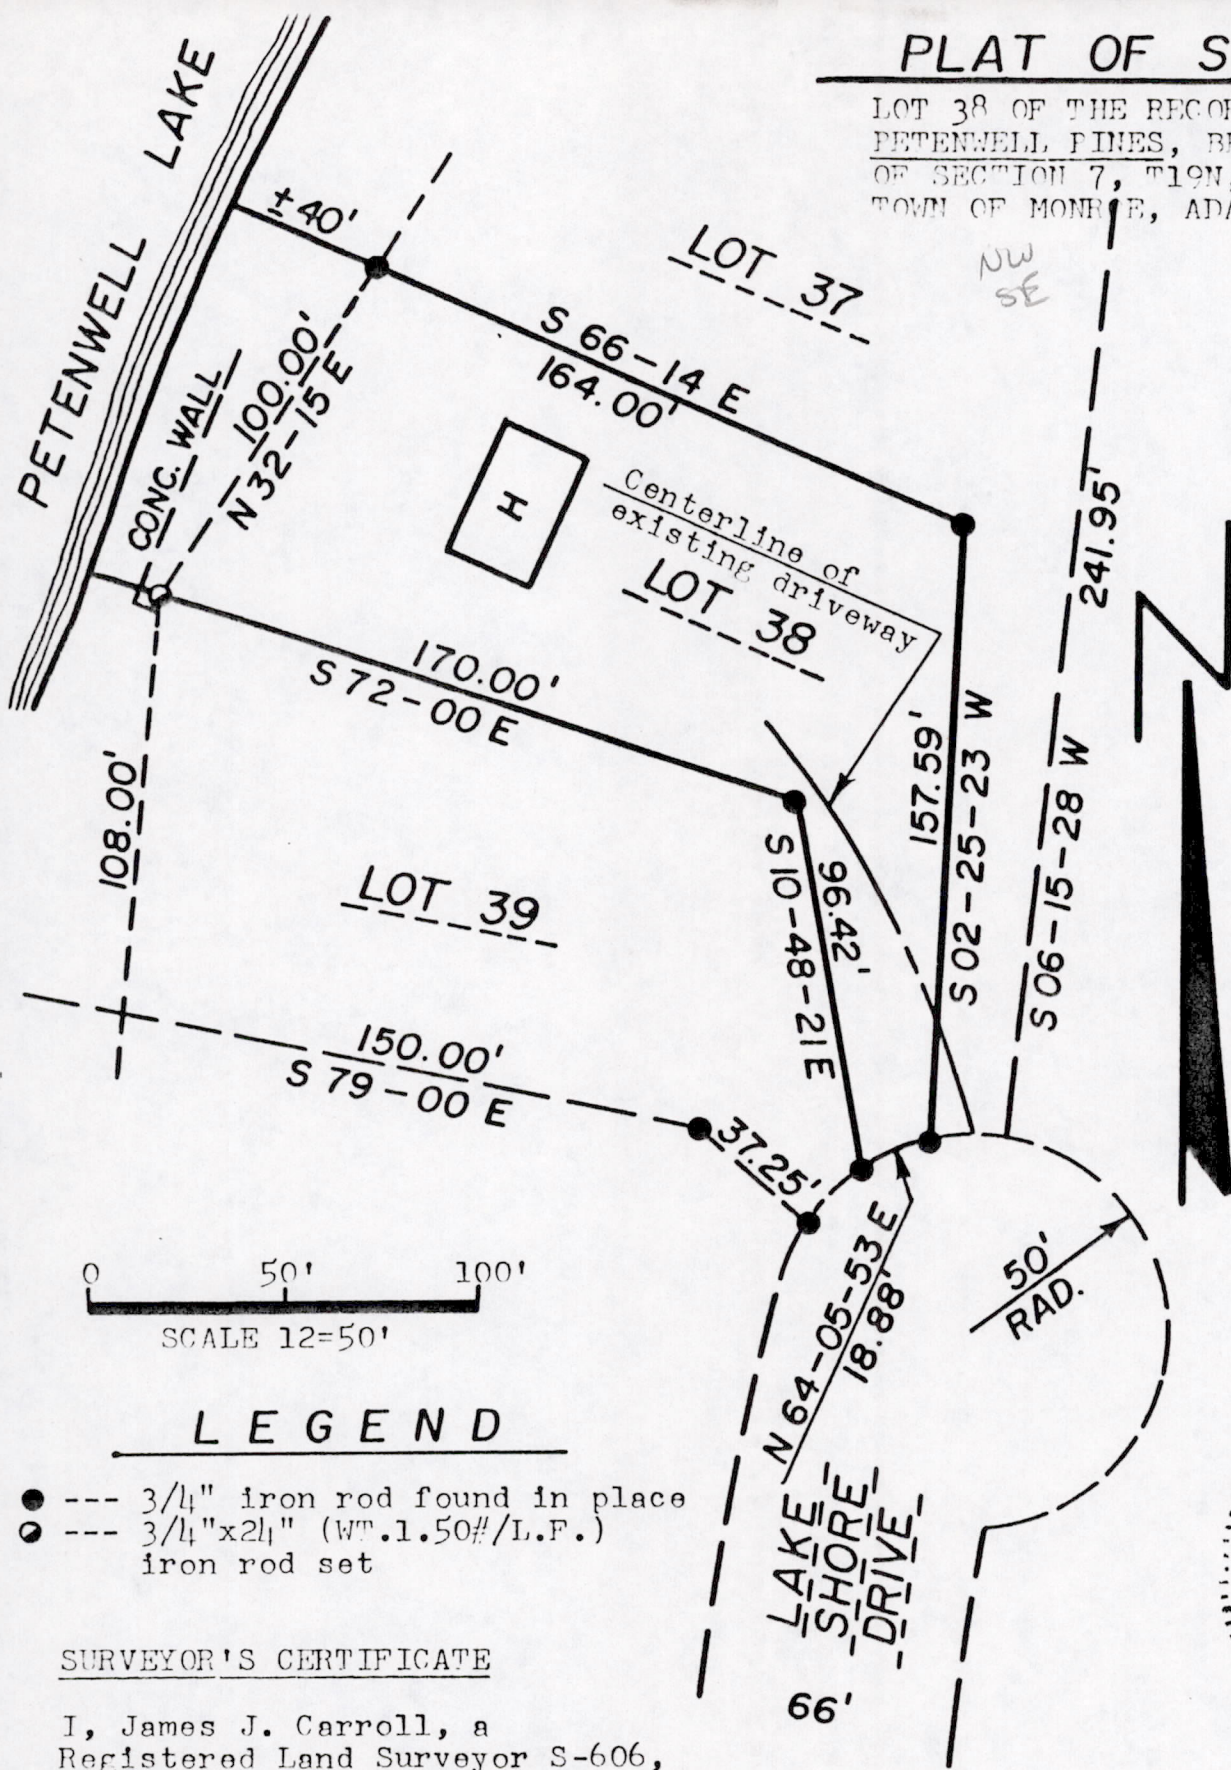 PLAT OF S
LOT 38 OF THE RECOR
PETENWELL PINES, BE
OF SECTION 7, T19N,
TOWN OF MONROE, ADA
NW
SE
PETENWELL LAKE
±40'
LOT 37
S 66-14 E
164.00'
CONC. WALL
100.00'
N 32-15 E
H
Centerline of
existing driveway
LOT 38
241.95'
S 06-15-28 W
170.00'
S 72-00 E
157.59'
S 02-25-23 W
108.00'
LOT 39
96.42'
S 10-48-21 E
150.00'
S 79-00 E
37.25'
N 64-05-53 E
18.88'
50'
RAD.
0 50' 100'
SCALE 12=50'
LEGEND
--- 3/4" iron rod found in place
--- 3/4"x24" (WT.1.50#/L.F.)
iron rod set
LAKE
SHORE
DRIVE
66'
SURVEYOR'S CERTIFICATE
I, James J. Carroll, a
Registered Land Surveyor S-606,